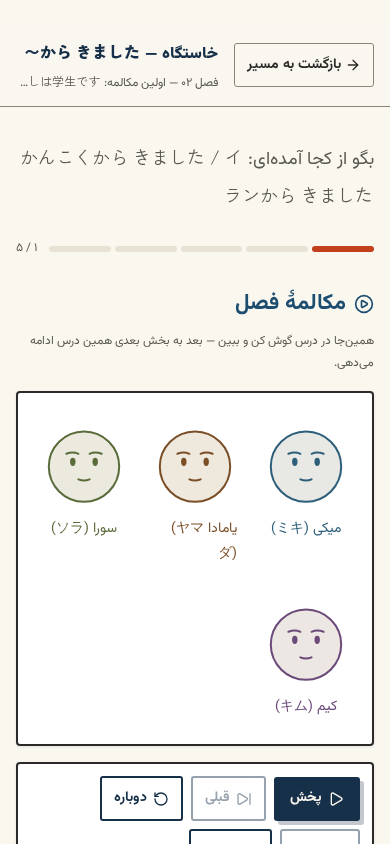 بازگشت به مسیر
خاستگاه — 〜から きました
فصل ۰۲ — اولین مکالمه: しは学生です...
بگو از کجا آمده‌ای: かんこくから きました / イ
ランから きました
۱ / ۵
مکالمهٔ فصل
همین‌جا در درس گوش کن و ببین — بعد به بخش بعدی همین درس ادامه
می‌دهی.
میکی (ミキ)
یامادا (ヤマ
ダ)
سورا (ソラ)
کیم (キム)
پخش
قبلی
دوباره